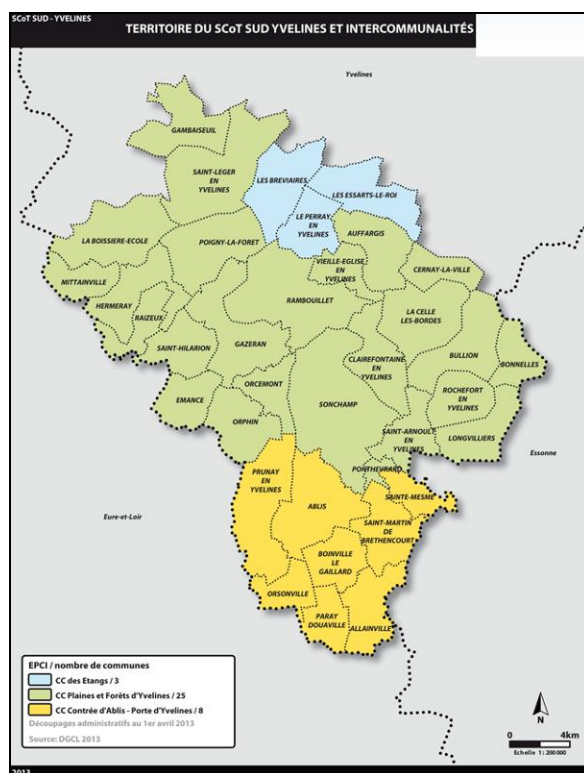 SCoT SUD - YVELINES
TERRITOIRE DU SCoT SUD YVELINES ET INTERCOMMUNALITÉS
Yvelines
GAMBAISEUIL
SAINT-LEGER
EN
YVELINES
LES BREVIAIRES
LES ESSARTS-LE-ROI
LE PERRAY
EN
YVELINES
LA BOISSIERE-ECOLE
POIGNY-LA-FORET
AUFFARGIS
VIEILLE-EGLISE
EN
YVELINES
CERNAY-LA-VILLE
MITTAINVILLE
HERMERAY
RAIZEUX
RAMBOUILLET
LA CELLE
LES-BORDES
SAINT-HILARION
GAZERAN
CLAIREFONTAINE
EN
YVELINES
BULLION
BONNELLES
ORCEMONT
EMANCE
SONCHAMP
ROCHEFORT
EN
YVELINES
ORPHIN
SAINT-ARNOULT
EN
YVELINES
LONGVILLIERS
Essonne
PONTHEVRARD
PRUNAY
EN
YVELINES
SAINTE-MESME
ABLIS
SAINT-MARTIN
DE
BRETHENCOURT
Eure-et-Loir
BOINVILLE
LE
GAILLARD
ORSONVILLE
PARAY
DOUAVILLE
ALLAINVILLE
EPCI / nombre de communes
CC des Etangs / 3
CC Plaines et Forêts d'Yvelines / 25
CC Contrée d'Ablis - Porte d'Yvelines / 8
Découpages administratifs au 1er avril 2013
Source: DGCL 2013
N
0 4km
Echelle 1 : 200 000
2013